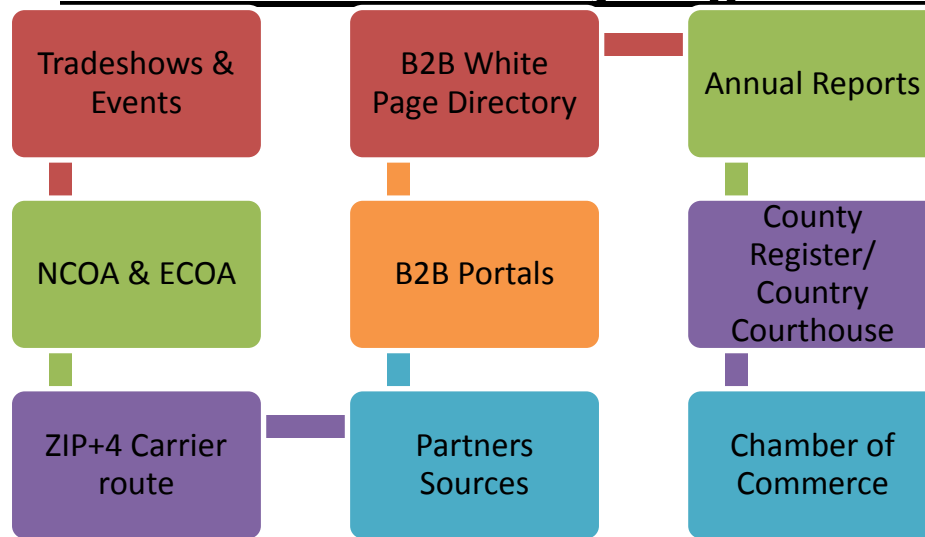 Tradeshows &
Events
NCOA & ECOA
ZIP+4 Carrier
route
Partners
Sources
B2B Portals
B2B White
Page Directory
Annual Reports
County
Register/
Country
Courthouse
Chamber of
Commerce